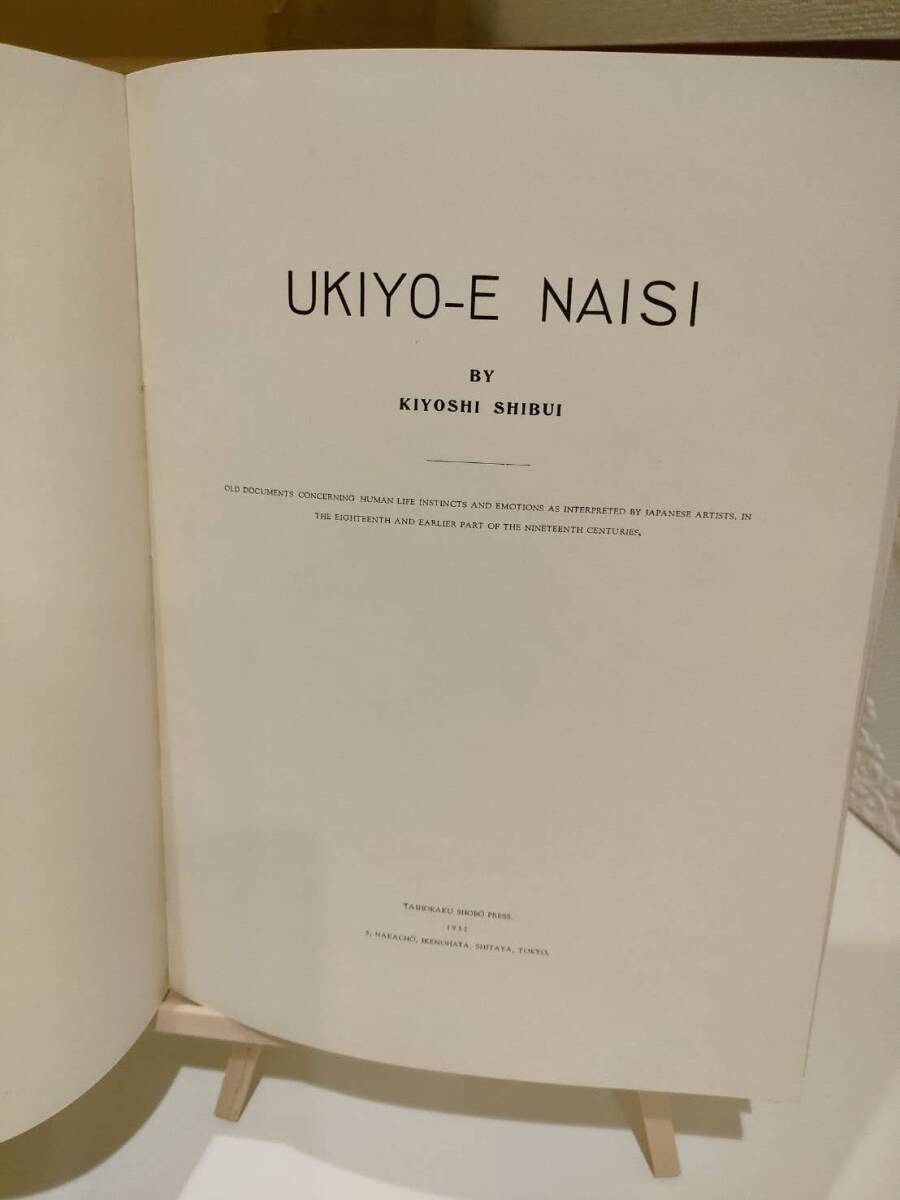 UKIYO-E NAISI
BY
KIYOSHI SHIBUI
OLD DOCUMENTS CONCERNING HUMAN LIFE INSTINCTS AND EMOTIONS AS INTERPRETED BY JAPANESE ARTISTS, IN
THE EIGHTEENTH AND EARLIER PART OF THE NINETEENTH CENTURIES.
TAIHOKAKU SHOBŌ PRESS.
1932
5, NAKACHŌ, IKENOHATA, SHITAYA, TOKYO.